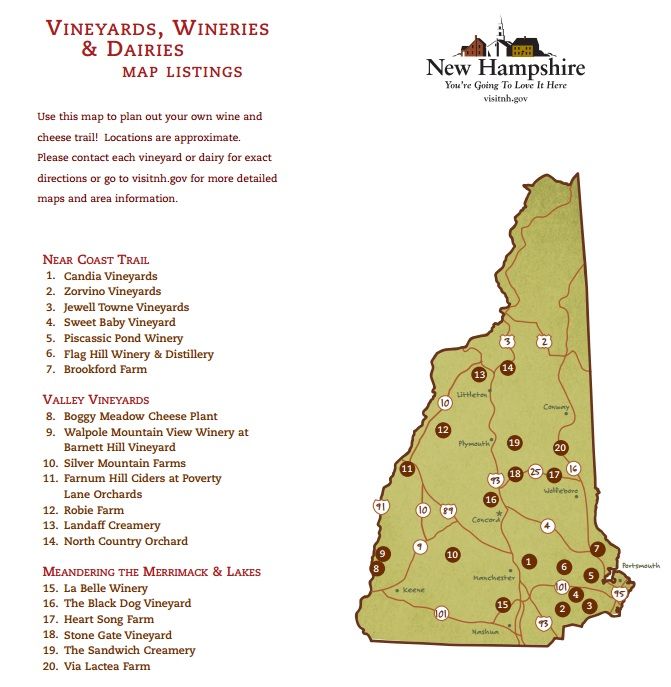 Vineyards, Wineries
& Dairies
map listings
New Hampshire
You're Going To Love It Here
visitnh.gov
Use this map to plan out your own wine and
cheese trail! Locations are approximate.
Please contact each vineyard or dairy for exact
directions or go to visitnh.gov for more detailed
maps and area information.
Near Coast Trail
1. Candia Vineyards
2. Zorvino Vineyards
3. Jewell Towne Vineyards
4. Sweet Baby Vineyard
5. Piscassic Pond Winery
6. Flag Hill Winery & Distillery
7. Brookford Farm
Valley Vineyards
8. Boggy Meadow Cheese Plant
9. Walpole Mountain View Winery at
Barnett Hill Vineyard
10. Silver Mountain Farms
11. Farnum Hill Ciders at Poverty
Lane Orchards
12. Robie Farm
13. Landaff Creamery
14. North Country Orchard
Meandering the Merrimack & Lakes
15. La Belle Winery
16. The Black Dog Vineyard
17. Heart Song Farm
18. Stone Gate Vineyard
19. The Sandwich Creamery
20. Via Lactea Farm
3 2
14
13
Littleton
10
Conway
12
Plymouth 19 20
11
93 18 25 17 16
Wolfeboro
16
91 10 89
Concord
4
9 7
9 10
8
1 6
Portsmouth
Manchester 5
101
Keene 4 95
15 2 3
101
93
Nashua